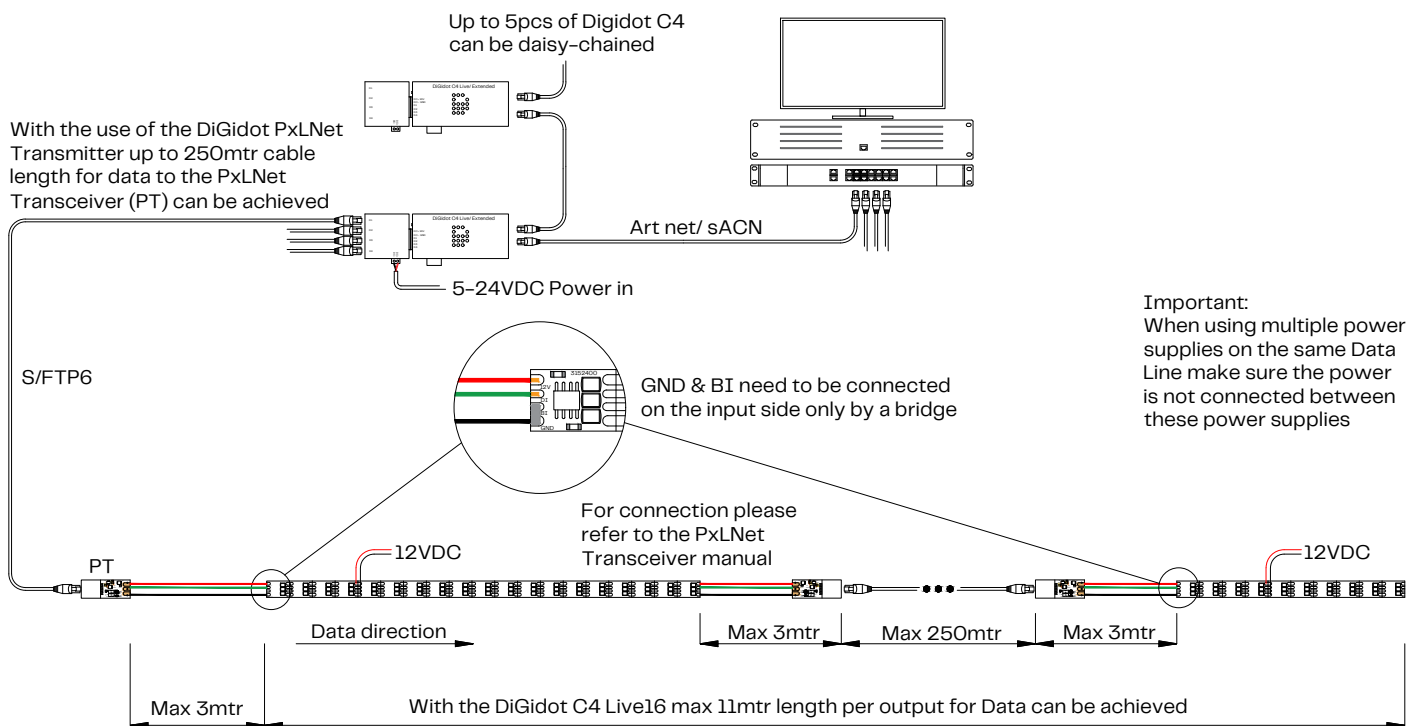 Up to 5pcs of Digidot C4
can be daisy-chained
DiGidot C4 Live/ Extended
With the use of the DiGidot PxLNet
Transmitter up to 250mtr cable
length for data to the PxLNet
Transceiver (PT) can be achieved
DiGidot C4 Live/ Extended
Art net/ sACN
5-24VDC Power in
Important:
When using multiple power
supplies on the same Data
Line make sure the power
is not connected between
these power supplies
S/FTP6
3152400
12V
DI
BI
GND
GND & BI need to be connected
on the input side only by a bridge
For connection please
refer to the PxLNet
Transceiver manual
PT
12VDC
12VDC
Data direction
Max 3mtr
Max 250mtr
Max 3mtr
Max 3mtr
With the DiGidot C4 Live16 max 11mtr length per output for Data can be achieved